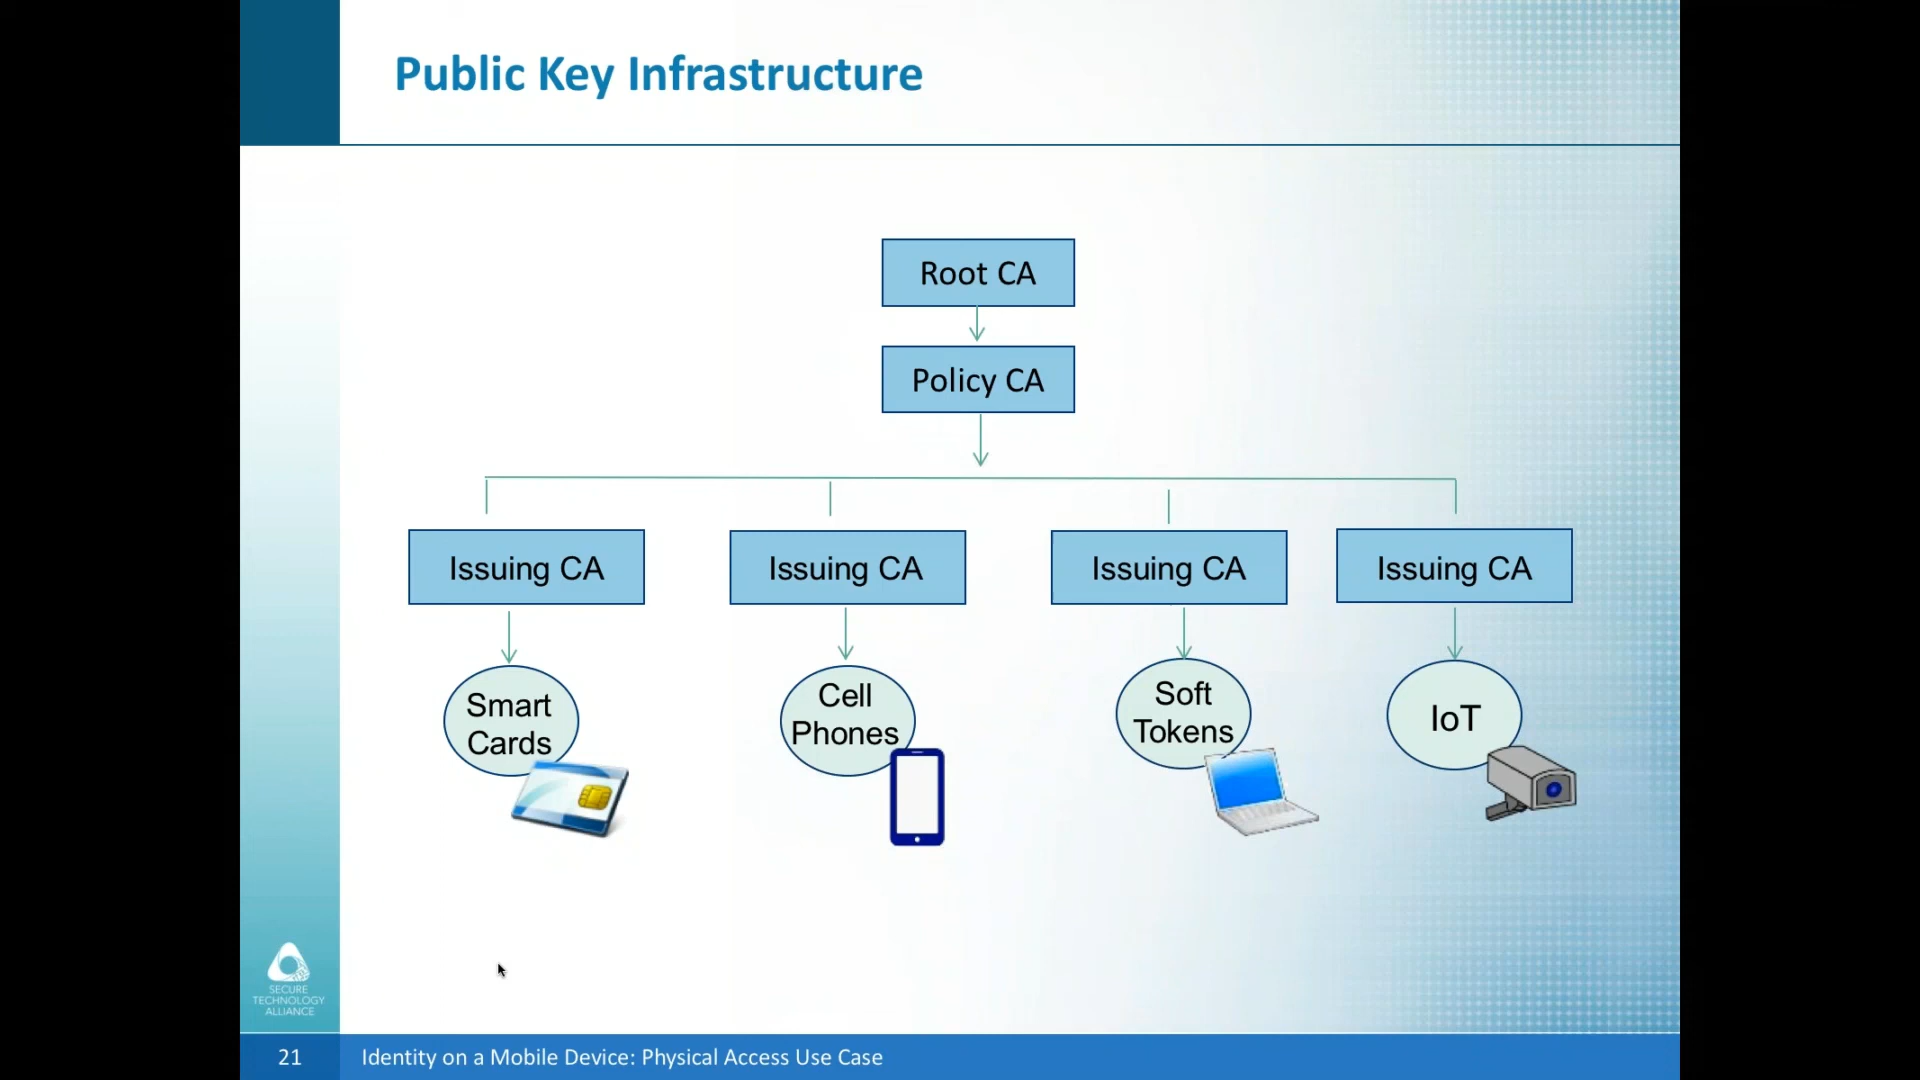 Public Key Infrastructure
Root CA
Policy CA
Issuing CA
Issuing CA
Issuing CA
Issuing CA
Smart
Cards
Cell
Phones
Soft
Tokens
IoT
SECURE
TECHNOLOGY
ALLIANCE
21
Identity on a Mobile Device: Physical Access Use Case